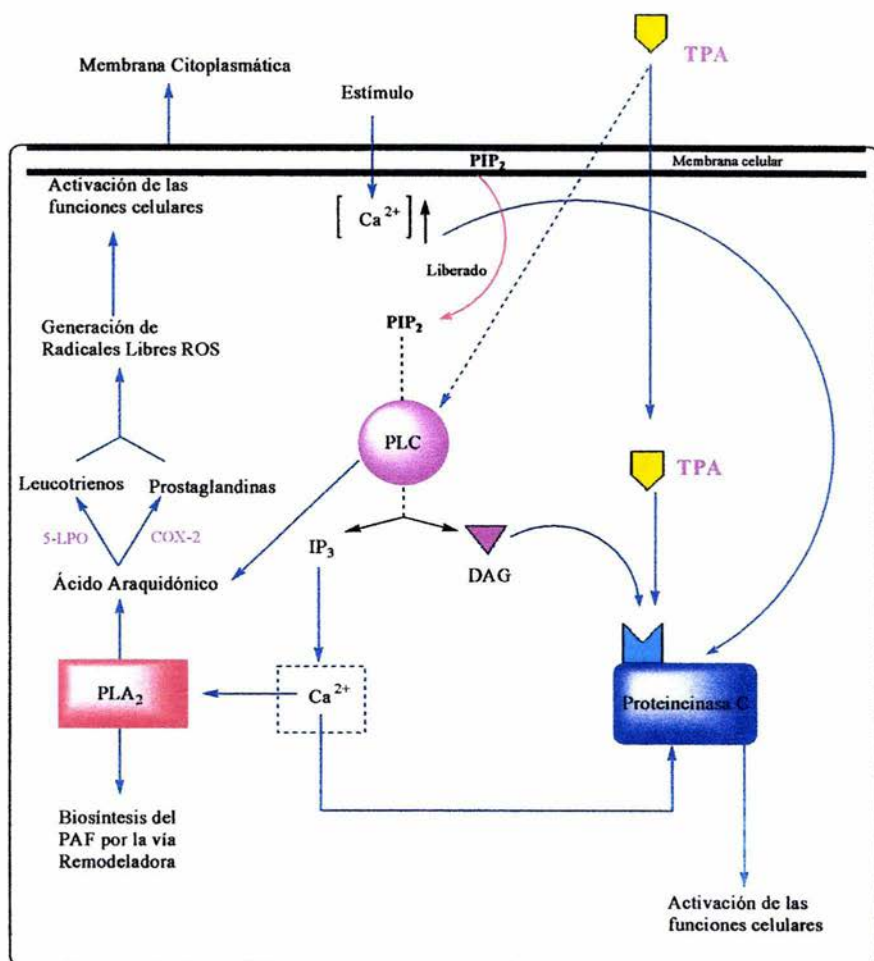 TPA
Membrana Citoplasmática
Estímulo
PIP₂
Membrana celular
Activación de las
funciones celulares
[ Ca²⁺ ]
Liberado
PIP₂
Generación de
Radicales Libres ROS
PLC
TPA
Leucotrienos
Prostaglandinas
5-LPO
COX-2
IP₃
DAG
Ácido Araquidónico
PLA₂
Ca²⁺
Proteincinasa C
Biosíntesis del
PAF por la vía
Remodeladora
Activación de las
funciones celulares